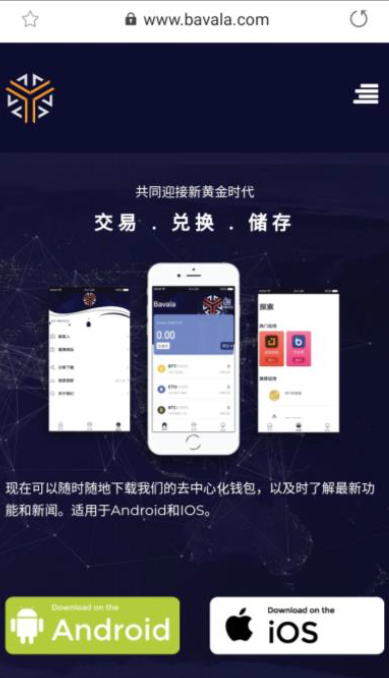 www.bavala.com
共同迎接新黄金时代
交易 . 兑换 . 储存
Bavala
0.00
探索
BTC
ETH
BTC
现在可以随时随地下载我们的去中心化钱包，以及时了解最新功
能和新闻。适用于Android和IOS。
Download on the
Android
Download on the
iOS